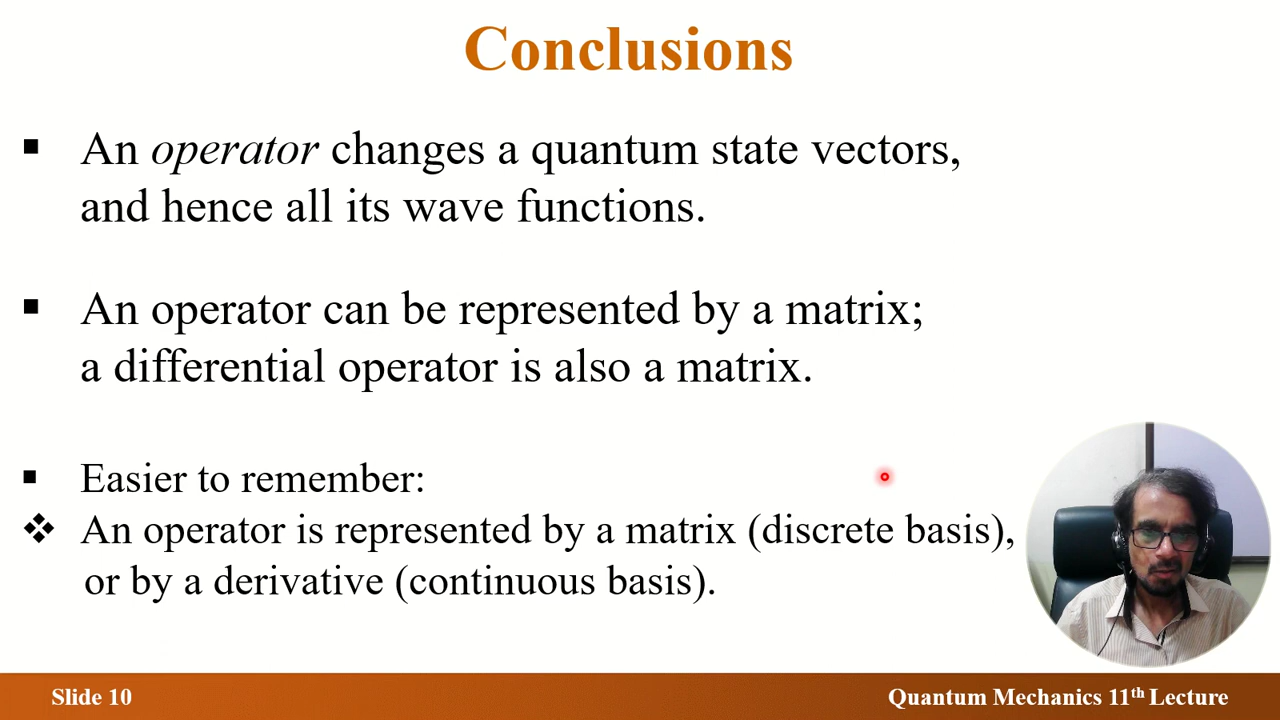 Conclusions
▪ An operator changes a quantum state vectors,
and hence all its wave functions.
▪ An operator can be represented by a matrix;
a differential operator is also a matrix.
▪ Easier to remember:
❖ An operator is represented by a matrix (discrete basis),
or by a derivative (continuous basis).
Slide 10
Quantum Mechanics 11th Lecture